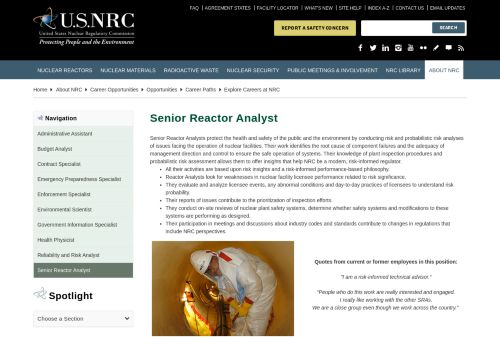 FAQ | AGREEMENT STATES | FACILITY LOCATOR | WHAT'S NEW | SITE HELP | INDEX A-Z | CONTACT US | EMAIL UPDATES
U.S.NRC
United States Nuclear Regulatory Commission
Protecting People and the Environment
REPORT A SAFETY CONCERN
SEARCH
NUCLEAR REACTORS
NUCLEAR MATERIALS
RADIOACTIVE WASTE
NUCLEAR SECURITY
PUBLIC MEETINGS & INVOLVEMENT
NRC LIBRARY
ABOUT NRC
Home > About NRC > Career Opportunities > Opportunities > Career Paths > Explore Careers at NRC
Navigation
Administrative Assistant
Budget Analyst
Contract Specialist
Emergency Preparedness Specialist
Enforcement Specialist
Environmental Scientist
Government Information Specialist
Health Physicist
Reliability and Risk Analyst
Senior Reactor Analyst
Spotlight
Choose a Section
Senior Reactor Analyst
Senior Reactor Analysts protect the health and safety of the public and the environment by conducting risk and probabilistic risk analyses
of issues facing the operation of nuclear facilities. Their work identifies the root cause of component failures and the adequacy of
management direction and control to ensure the safe operation of systems. Their knowledge of plant inspection procedures and
probabilistic risk assessment allows them to offer insights that help NRC be a modern, risk-informed regulator.
All their activities are based upon risk insights and a risk-informed performance-based philosophy.
Reactor Analysts look for weaknesses in nuclear facility licensee performance related to risk significance.
They evaluate and analyze licensee events, any abnormal conditions and day-to-day practices of licensees to understand risk
probability.
Their reports of issues contribute to the prioritization of inspection efforts.
They conduct on-site reviews of nuclear plant safety systems, determine whether safety systems and modifications to these
systems are performing as designed.
Their participation in meetings and discussions about industry codes and standards contribute to changes in regulations that
include NRC perspectives.
Quotes from current or former employees in this position:
"I am a risk-informed technical advisor."
"People who do this work are really interested and engaged.
I really like working with the other SRAs.
We are a close group even though we work across the country."